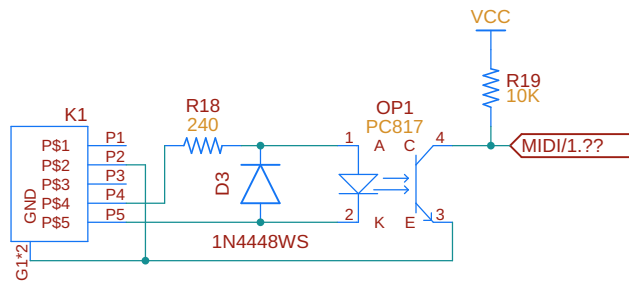 VCC
R19
10K
K1
R18
240
OP1
PC817
P$1
P1
P$2
P2
P$3
P3
P$4
P4
P$5
P5
GND
G1*2
D3
1N4448WS
1
A
C
4
2
K
E
3
MIDI/1.??